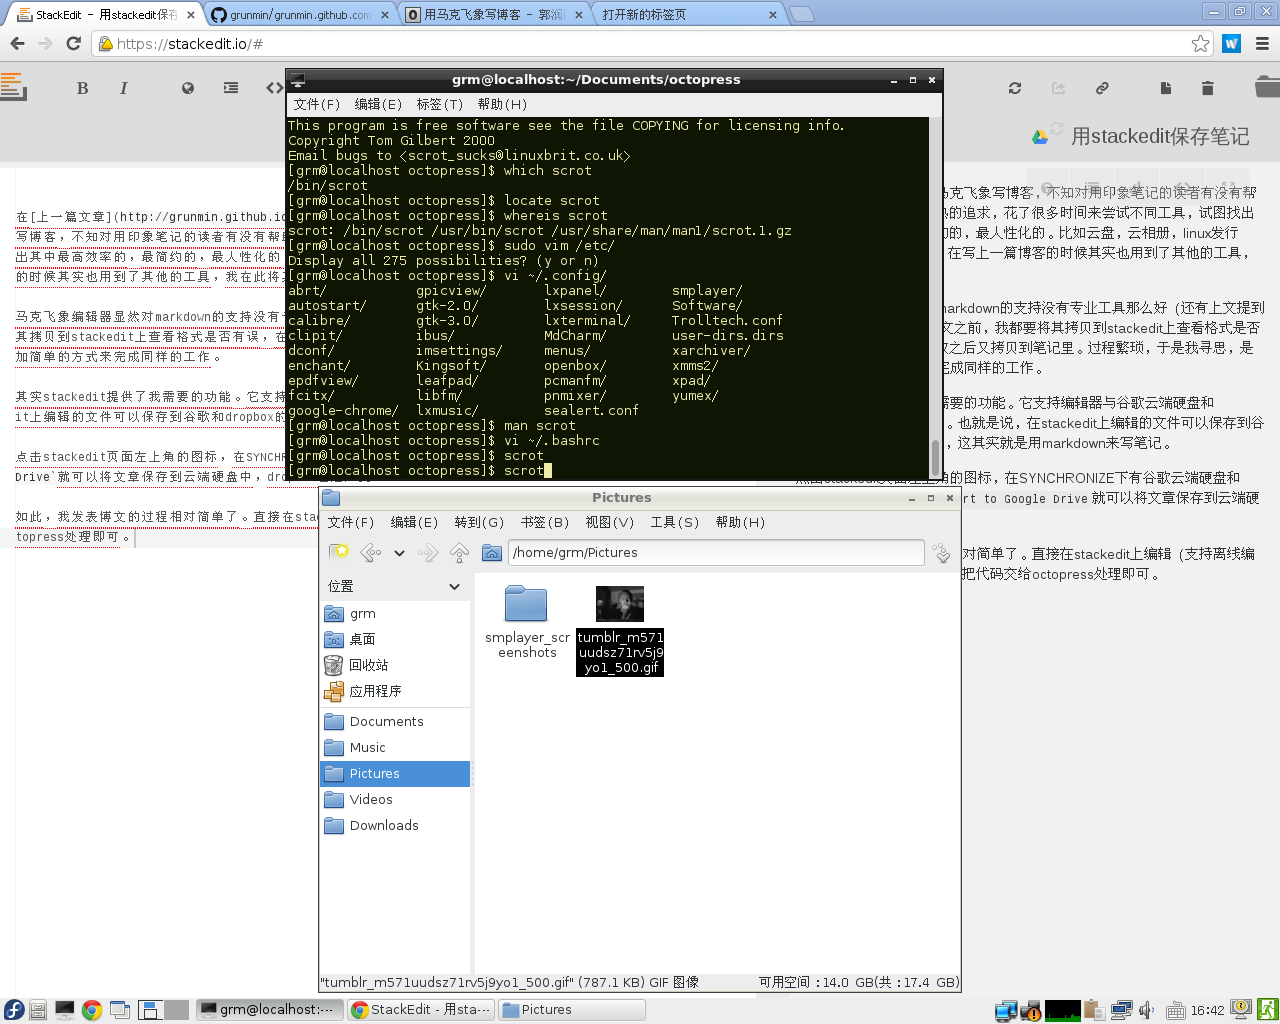 StackEdit - 用stackedit保存
grunmin/grunmin.github.com
用马克飞象写博客 - 郭润
打开新的标签页
https://stackedit.io/#
用stackedit保存笔记
grm@localhost:~/Documents/octopress
文件(F) 编辑(E) 标签(T) 帮助(H)
This program is free software see the file COPYING for licensing info.
Copyright Tom Gilbert 2000
Email bugs to <scrot_sucks@linuxbrit.co.uk>
[grm@localhost octopress]$ which scrot
/bin/scrot
[grm@localhost octopress]$ locate scrot
[grm@localhost octopress]$ whereis scrot
scrot: /bin/scrot /usr/bin/scrot /usr/share/man/man1/scrot.1.gz
[grm@localhost octopress]$ sudo vim /etc/
Display all 275 possibilities? (y or n)
[grm@localhost octopress]$ vi ~/.config/
abrt/ gpicview/ lxpanel/ smplayer/
autostart/ gtk-2.0/ lxsession/ Software/
calibre/ gtk-3.0/ lxterminal/ Trolltech.conf
clipit/ ibus/ MdCharm/ user-dirs.dirs
dconf/ imsettings/ menus/ xarchiver/
enchant/ Kingsoft/ openbox/ xmms2/
epdfview/ leafpad/ pcmanfm/ xpad/
fcitx/ libfm/ pnmixer/ yumex/
google-chrome/ lxmusic/ sealert.conf
[grm@localhost octopress]$ man scrot
[grm@localhost octopress]$ vi ~/.bashrc
[grm@localhost octopress]$ scrot
[grm@localhost octopress]$ scrot
在[上一篇文章](http://grunmin.github.io
写博客，不知对用印象笔记的读者有没有帮
出其中最高效率的，最简约的，最人性化的
的时候其实也用到了其他的工具，我在此将
马克飞象编辑器显然对markdown的支持没有
其拷贝到stackedit上查看格式是否有误，在
加简单的方式来完成同样的工作。
其实stackedit提供了我需要的功能。它支持
it上编辑的文件可以保存到谷歌和dropbox的
点击stackedit页面左上角的图标，在SYNCHR
Drive`就可以将文章保存到云端硬盘中，dro
如此，我发表博文的过程相对简单了。直接在sta
topress处理即可。
马克飞象写博客，不知对用印象笔记的读者有没有帮
的追求，花了很多时间来尝试不同工具，试图找出
的，最人性化的。比如云盘，云相册，linux发行
在写上一篇博客的时候其实也用到了其他的工具，
markdown的支持没有专业工具那么好（还有上文提到
文之前，我都要将其拷贝到stackedit上查看格式是否
之后又拷贝到笔记里。过程繁琐，于是我寻思，是
完成同样的工作。
需要的功能。它支持编辑器与谷歌云端硬盘和
。也就是说，在stackedit上编辑的文件可以保存到谷
，这其实就是用markdown来写笔记。
点击stackedit页面左上角的图标，在SYNCHRONIZE下有谷歌云端硬盘和
rt to Google Drive 就可以将文章保存到云端硬
对简单了。直接在stackedit上编辑（支持离线编
把代码交给octopress处理即可。
Pictures
文件(F) 编辑(E) 转到(G) 书签(B) 视图(V) 工具(S) 帮助(H)
/home/grm/Pictures
位置
grm
桌面
回收站
应用程序
Documents
Music
Pictures
Videos
Downloads
smplayer_scr
eenshots
tumblr_m571
uudsz71rv5j9
yo1_500.gif
"tumblr_m571uudsz71rv5j9yo1_500.gif" (787.1 KB) GIF 图像
可用空间：14.0 GB(共：17.4 GB)
grm@localhost:···
StackEdit - 用sta···
Pictures
16:42